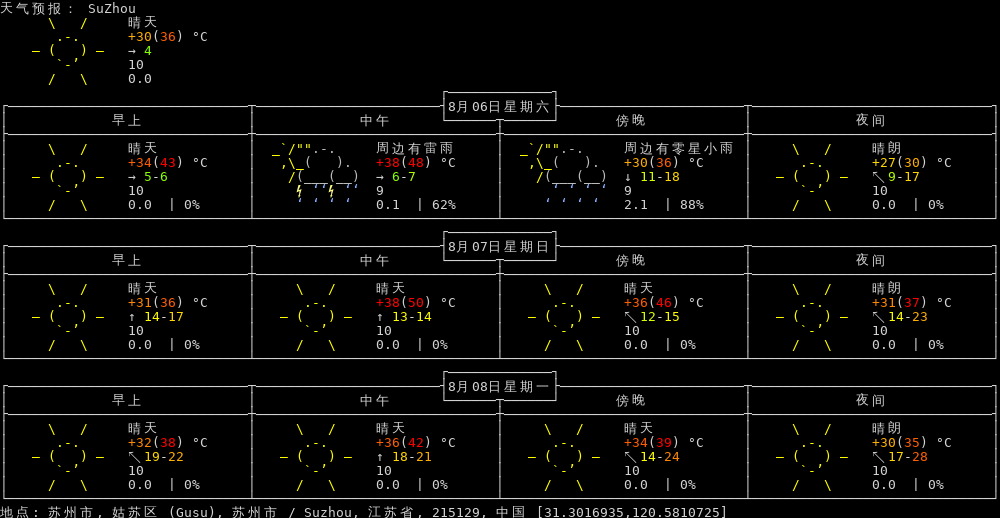 天气预报: SuZhou
晴天
+30(36) °C
→ 4
10
0.0
8月06日星期六
早上 中午 傍晚 夜间
晴天 周边有雷雨 周边有零星小雨 晴朗
+34(43) °C +38(48) °C +30(36) °C +27(30) °C
→ 5-6 → 6-7 ↓ 11-18 ↖ 9-17
10 9 9 10
0.0 | 0% 0.1 | 62% 2.1 | 88% 0.0 | 0%
8月07日星期日
早上 中午 傍晚 夜间
晴天 晴天 晴天 晴朗
+31(36) °C +38(50) °C +36(46) °C +31(37) °C
↑ 14-17 ↑ 13-14 ↖ 12-15 ↖ 14-23
10 10 10 10
0.0 | 0% 0.0 | 0% 0.0 | 0% 0.0 | 0%
8月08日星期一
早上 中午 傍晚 夜间
晴天 晴天 晴天 晴朗
+32(38) °C +36(42) °C +34(39) °C +30(35) °C
↖ 19-22 ↑ 18-21 ↖ 14-24 ↖ 17-28
10 10 10 10
0.0 | 0% 0.0 | 0% 0.0 | 0% 0.0 | 0%
地点: 苏州市, 姑苏区 (Gusu), 苏州市 / Suzhou, 江苏省, 215129, 中国 [31.3016935,120.5810725]